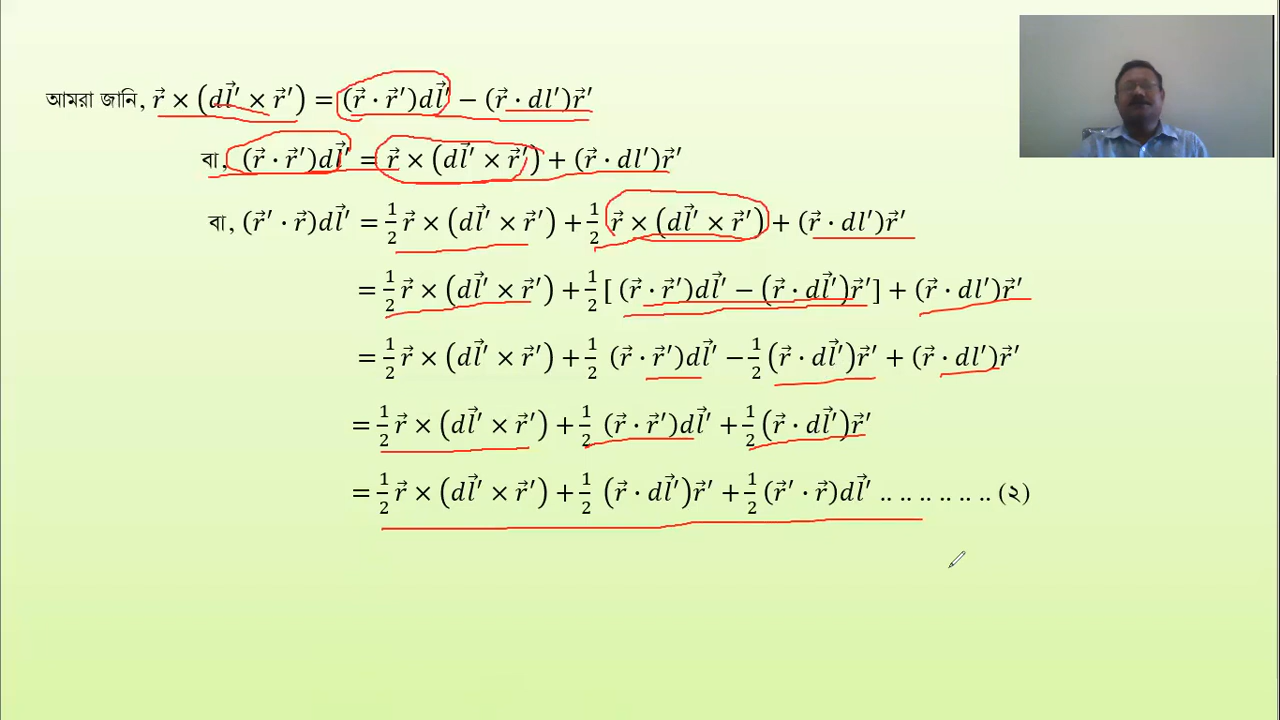 আমরা জানি, r⃗ × (dl⃗′ × r⃗′) = (r⃗ · r⃗′)dl⃗′ − (r⃗ · dl′)r⃗′
বা, (r⃗ · r⃗′)dl⃗′ = r⃗ × (dl⃗′ × r⃗′) + (r⃗ · dl′)r⃗′
বা, (r⃗′ · r⃗)dl⃗′ = ½ r⃗ × (dl⃗′ × r⃗′) + ½ r⃗ × (dl⃗′ × r⃗′) + (r⃗ · dl′)r⃗′
= ½ r⃗ × (dl⃗′ × r⃗′) + ½ [ (r⃗ · r⃗′)dl⃗′ − (r⃗ · dl⃗′)r⃗′] + (r⃗ · dl′)r⃗′
= ½ r⃗ × (dl⃗′ × r⃗′) + ½ (r⃗ · r⃗′)dl⃗′ − ½ (r⃗ · dl⃗′)r⃗′ + (r⃗ · dl′)r⃗′
= ½ r⃗ × (dl⃗′ × r⃗′) + ½ (r⃗ · r⃗′)dl⃗′ + ½ (r⃗ · dl⃗′)r⃗′
= ½ r⃗ × (dl⃗′ × r⃗′) + ½ (r⃗ · dl⃗′)r⃗′ + ½ (r⃗′ · r⃗)dl⃗′ .. .. .. .. .. .. (২)